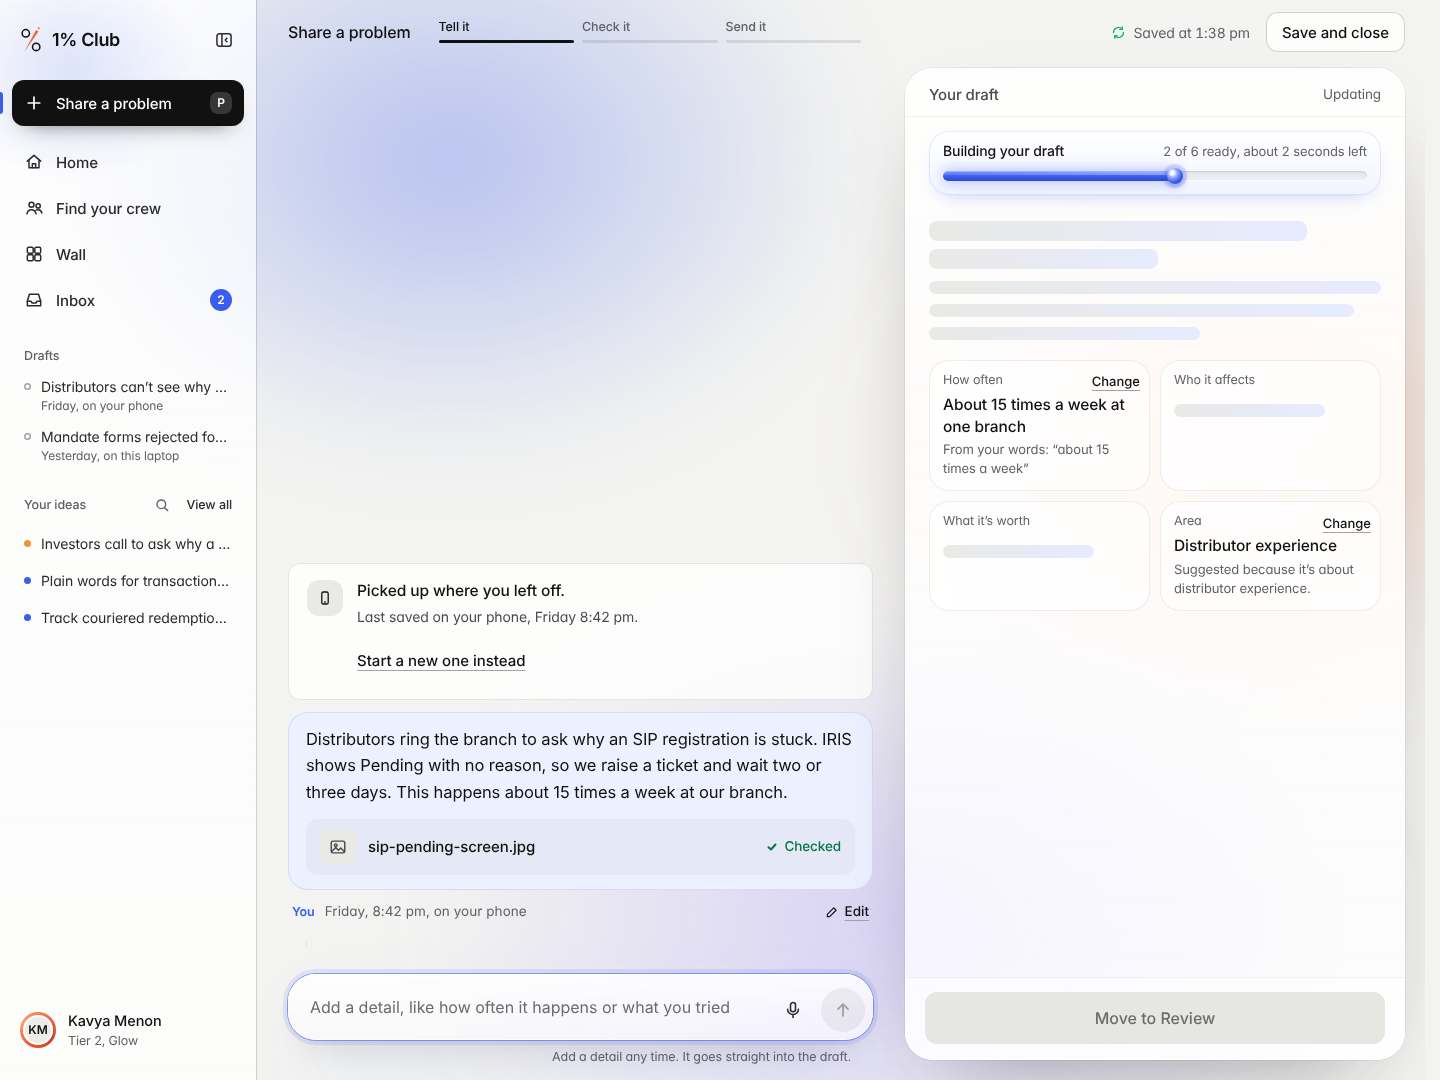 1% Club
Share a problem
P
Home
Find your crew
Wall
Inbox
2
Drafts
Distributors can’t see why ...
Friday, on your phone
Mandate forms rejected fo...
Yesterday, on this laptop
Your ideas
View all
Investors call to ask why a ...
Plain words for transaction...
Track couriered redemptio...
KM
Kavya Menon
Tier 2, Glow
Share a problem
Tell it
Check it
Send it
Saved at 1:38 pm
Save and close
Picked up where you left off.
Last saved on your phone, Friday 8:42 pm.
Start a new one instead
Distributors ring the branch to ask why an SIP registration is stuck. IRIS
shows Pending with no reason, so we raise a ticket and wait two or
three days. This happens about 15 times a week at our branch.
sip-pending-screen.jpg
Checked
You
Friday, 8:42 pm, on your phone
Edit
Add a detail, like how often it happens or what you tried
Add a detail any time. It goes straight into the draft.
Your draft
Updating
Building your draft
2 of 6 ready, about 2 seconds left
How often
Change
About 15 times a week at
one branch
From your words: “about 15
times a week”
Who it affects
What it’s worth
Area
Change
Distributor experience
Suggested because it’s about
distributor experience.
Move to Review